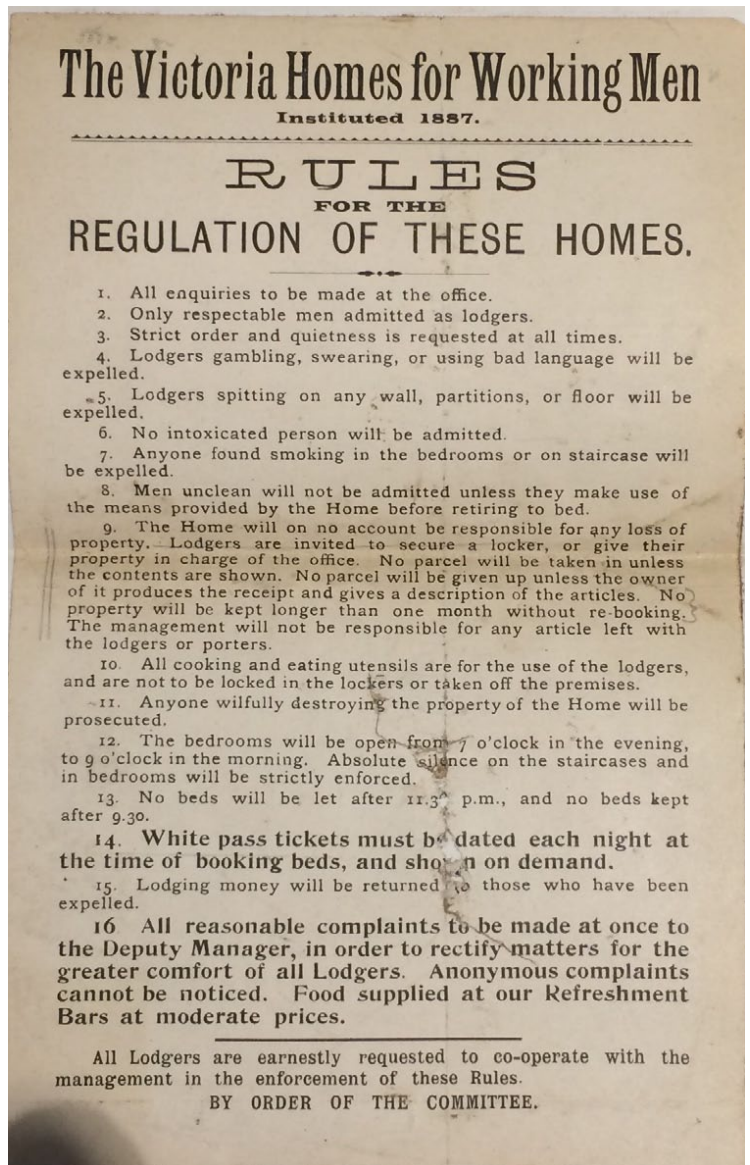 The Victoria Homes for Working Men
Instituted 1887.
RULES
FOR THE
REGULATION OF THESE HOMES.
1. All enquiries to be made at the office.
2. Only respectable men admitted as lodgers.
3. Strict order and quietness is requested at all times.
4. Lodgers gambling, swearing, or using bad language will be
expelled.
5. Lodgers spitting on any wall, partitions, or floor will be
expelled.
6. No intoxicated person will be admitted.
7. Anyone found smoking in the bedrooms or on staircase will
be expelled.
8. Men unclean will not be admitted unless they make use of
the means provided by the Home before retiring to bed.
9. The Home will on no account be responsible for any loss of
property. Lodgers are invited to secure a locker, or give their
property in charge of the office. No parcel will be taken in unless
the contents are shown. No parcel will be given up unless the owner
of it produces the receipt and gives a description of the articles. No
property will be kept longer than one month without re-booking.
The management will not be responsible for any article left with
the lodgers or porters.
10. All cooking and eating utensils are for the use of the lodgers,
and are not to be locked in the lockers or taken off the premises.
11. Anyone wilfully destroying the property of the Home will be
prosecuted.
12. The bedrooms will be open from 7 o'clock in the evening,
to 9 o'clock in the morning. Absolute silence on the staircases and
in bedrooms will be strictly enforced.
13. No beds will be let after 11.30 p.m., and no beds kept
after 9.30.
14. White pass tickets must be dated each night at
the time of booking beds, and shown on demand.
15. Lodging money will be returned to those who have been
expelled.
16 All reasonable complaints to be made at once to
the Deputy Manager, in order to rectify matters for the
greater comfort of all Lodgers. Anonymous complaints
cannot be noticed. Food supplied at our Refreshment
Bars at moderate prices.
All Lodgers are earnestly requested to co-operate with the
management in the enforcement of these Rules.
BY ORDER OF THE COMMITTEE.